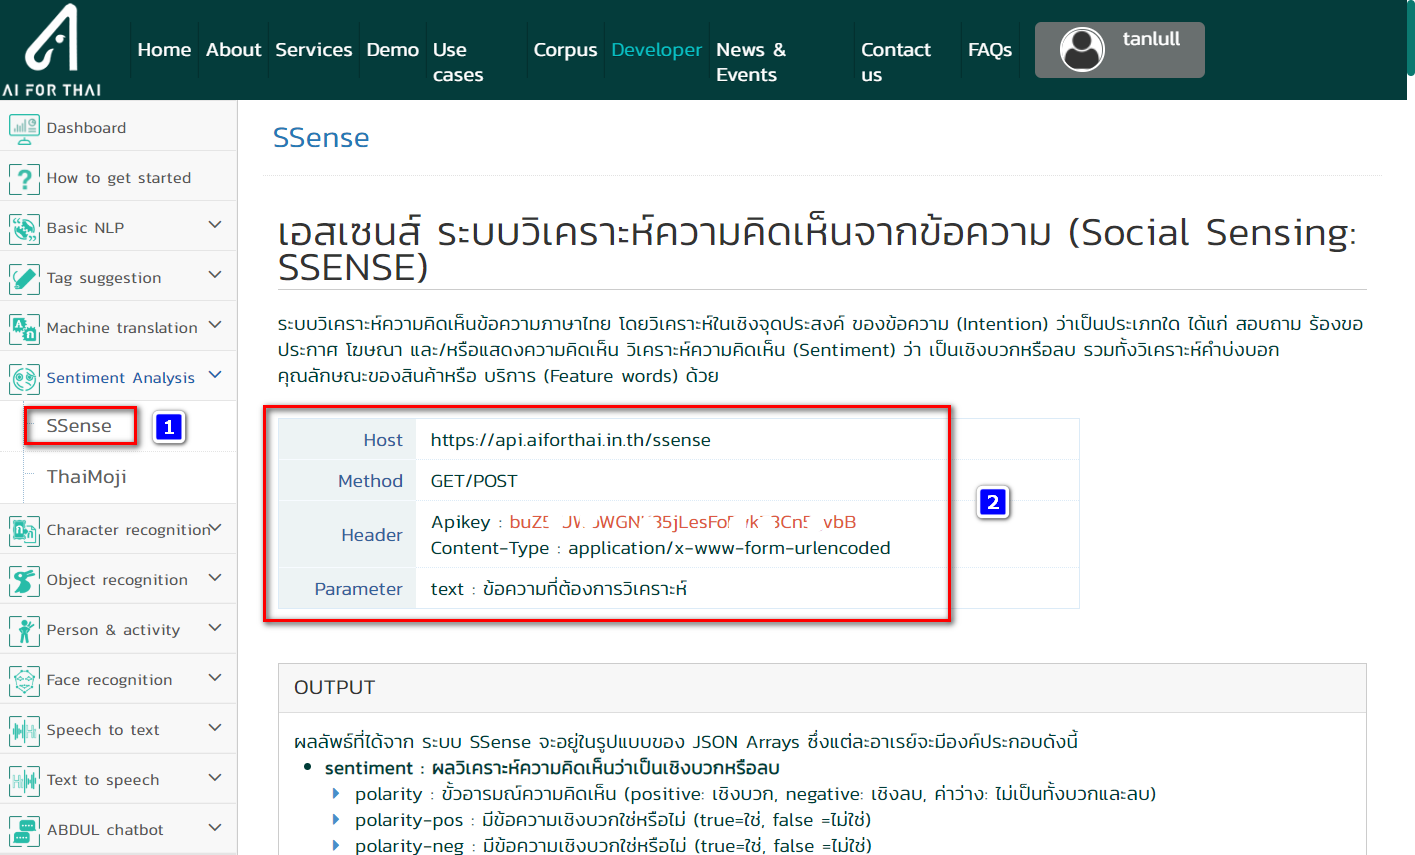 AI FOR THAI
Home About Services Demo Use cases Corpus Developer News & Events Contact us FAQs tanlull
Dashboard
How to get started
Basic NLP
Tag suggestion
Machine translation
Sentiment Analysis
SSense
1
ThaiMoji
Character recognition
Object recognition
Person & activity
Face recognition
Speech to text
Text to speech
ABDUL chatbot
SSense
เอสเซนส์ ระบบวิเคราะห์ความคิดเห็นจากข้อความ (Social Sensing:
SSENSE)
ระบบวิเคราะห์ความคิดเห็นข้อความภาษาไทย โดยวิเคราะห์ในเชิงจุดประสงค์ ของข้อความ (Intention) ว่าเป็นประเภทใด ได้แก่ สอบถาม ร้องขอ
ประกาศ โฆษณา และ/หรือแสดงความคิดเห็น วิเคราะห์ความคิดเห็น (Sentiment) ว่า เป็นเชิงบวกหรือลบ รวมทั้งวิเคราะห์คำบ่งบอก
คุณลักษณะของสินค้าหรือ บริการ (Feature words) ด้วย
Host https://api.aiforthai.in.th/ssense
Method GET/POST
2
Header Apikey :
Content-Type : application/x-www-form-urlencoded
Parameter text : ข้อความที่ต้องการวิเคราะห์
OUTPUT
ผลลัพธ์ที่ได้จาก ระบบ SSense จะอยู่ในรูปแบบของ JSON Arrays ซึ่งแต่ละอาเรย์จะมีองค์ประกอบดังนี้
sentiment : ผลวิเคราะห์ความคิดเห็นว่าเป็นเชิงบวกหรือลบ
polarity : ขั้วอารมณ์ความคิดเห็น (positive: เชิงบวก, negative: เชิงลบ, ค่าว่าง: ไม่เป็นทั้งบวกและลบ)
polarity-pos : มีข้อความเชิงบวกใช่หรือไม่ (true=ใช่, false =ไม่ใช่)
polarity-neg : มีข้อความเชิงบวกใช่หรือไม่ (true=ใช่, false =ไม่ใช่)